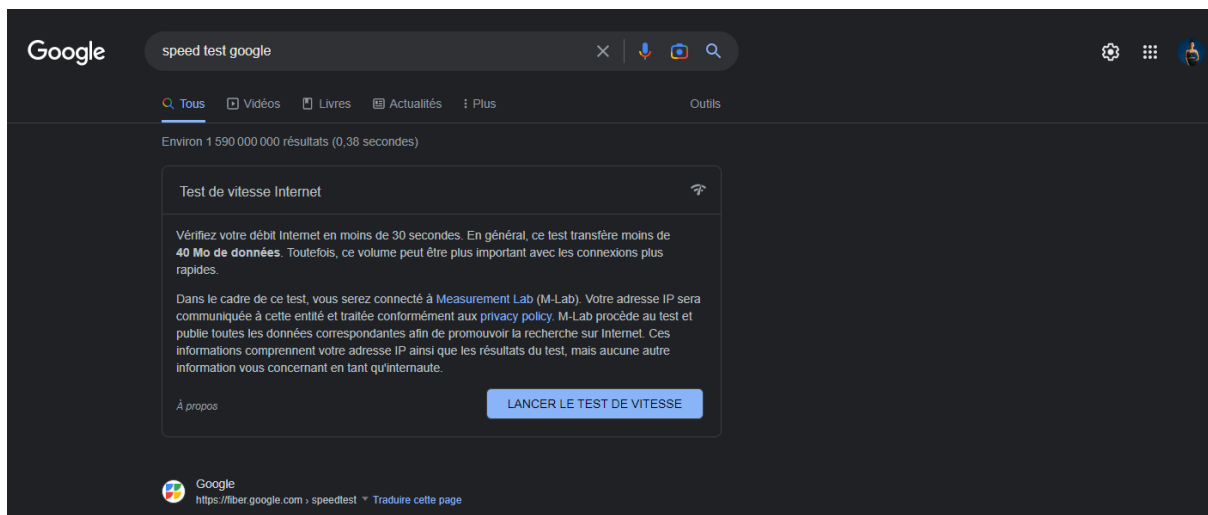 Google
speed test google
Tous
Vidéos
Livres
Actualités
Plus
Outils
Environ 1 590 000 000 résultats (0,38 secondes)
Test de vitesse Internet
Vérifiez votre débit Internet en moins de 30 secondes. En général, ce test transfère moins de
40 Mo de données. Toutefois, ce volume peut être plus important avec les connexions plus
rapides.
Dans le cadre de ce test, vous serez connecté à Measurement Lab (M-Lab). Votre adresse IP sera
communiquée à cette entité et traitée conformément aux privacy policy. M-Lab procède au test et
publie toutes les données correspondantes afin de promouvoir la recherche sur Internet. Ces
informations comprennent votre adresse IP ainsi que les résultats du test, mais aucune autre
information vous concernant en tant qu'internaute.
À propos
LANCER LE TEST DE VITESSE
Google
https://fiber.google.com › speedtest Traduire cette page